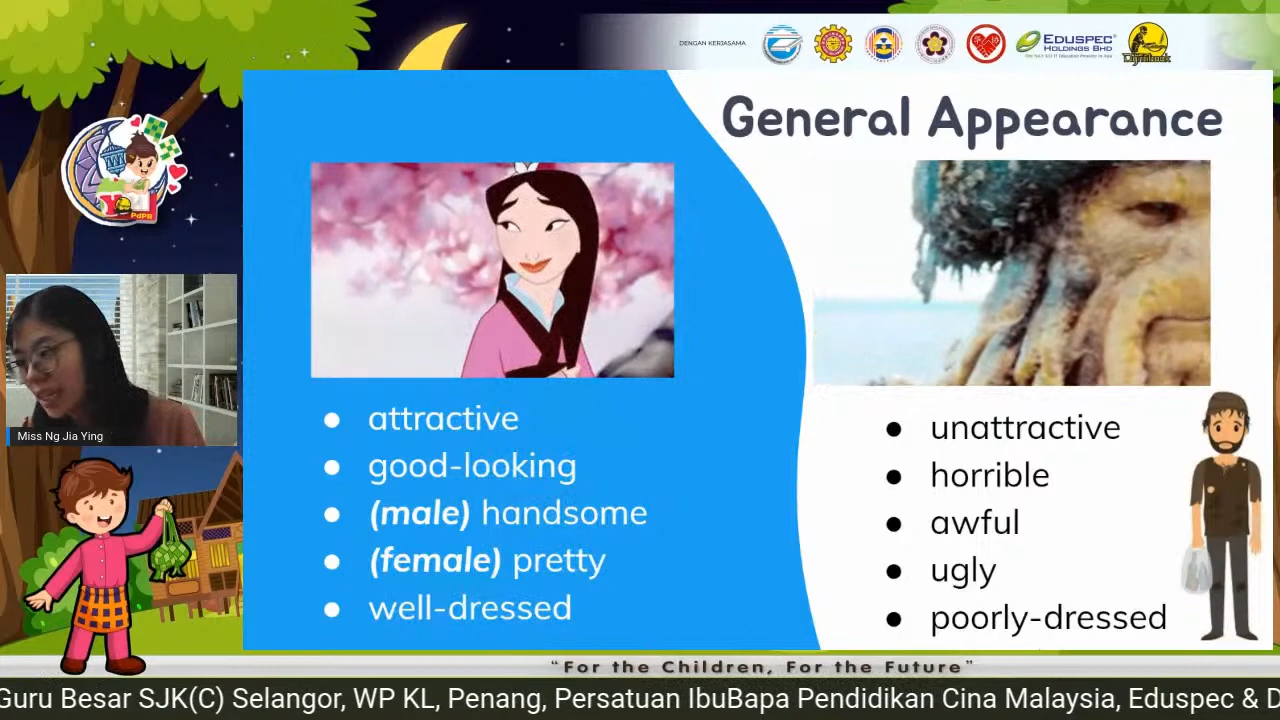 DENGAN KERJASAMA
EDUSPEC
HOLDINGS BHD
General Appearance
PdPR
Miss Ng Jia Ying
attractive
good-looking
(male) handsome
(female) pretty
well-dressed
unattractive
horrible
awful
ugly
poorly-dressed
“For the Children, For the Future”
Guru Besar SJK(C) Selangor, WP KL, Penang, Persatuan IbuBapa Pendidikan Cina Malaysia, Eduspec & D